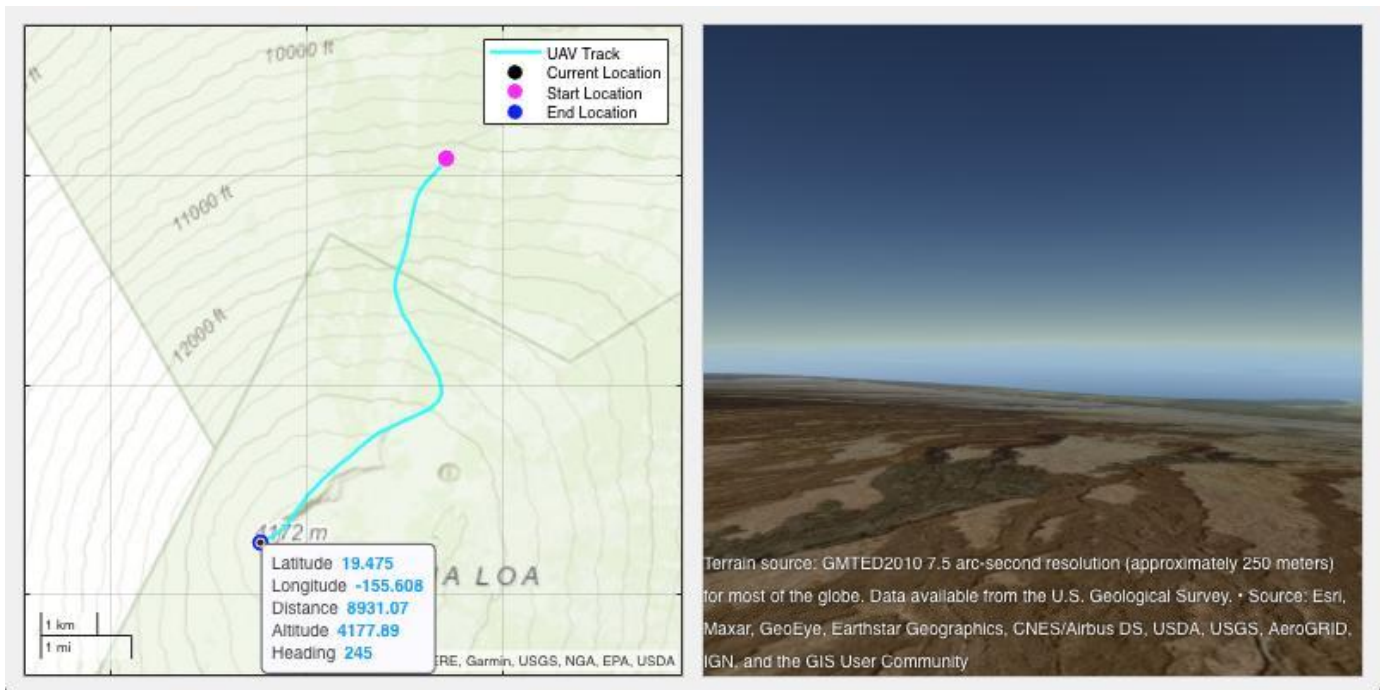 ft
10000 ft
UAV Track
Current Location
Start Location
End Location
11000 ft
12000 ft
4172 m
A LOA
Latitude 19.475
Longitude -155.608
Distance 8931.07
Altitude 4177.89
Heading 245
1 km
1 mi
ERE, Garmin, USGS, NGA, EPA, USDA
Terrain source: GMTED2010 7.5 arc-second resolution (approximately 250 meters)
for most of the globe. Data available from the U.S. Geological Survey. • Source: Esri,
Maxar, GeoEye, Earthstar Geographics, CNES/Airbus DS, USDA, USGS, AeroGRID,
IGN, and the GIS User Community